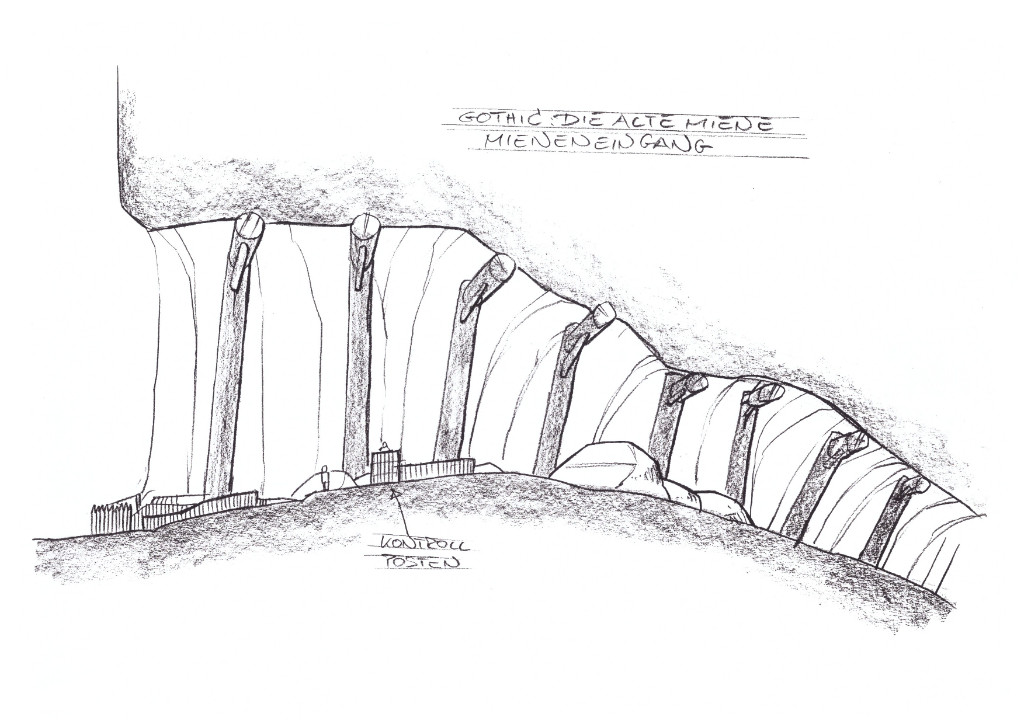 GOTHIC: DIE ALTE MIENE
MIENENEINGANG
KONTROLL
POSTEN